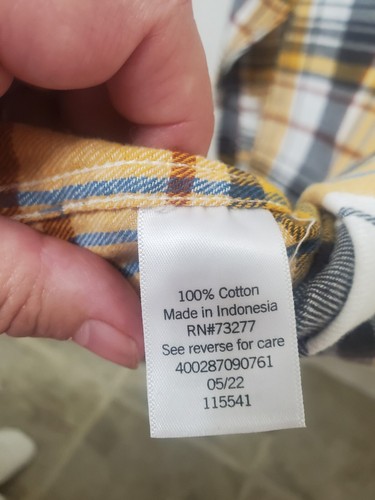 100% Cotton
Made in Indonesia
RN#73277
See reverse for care
400287090761
05/22
115541